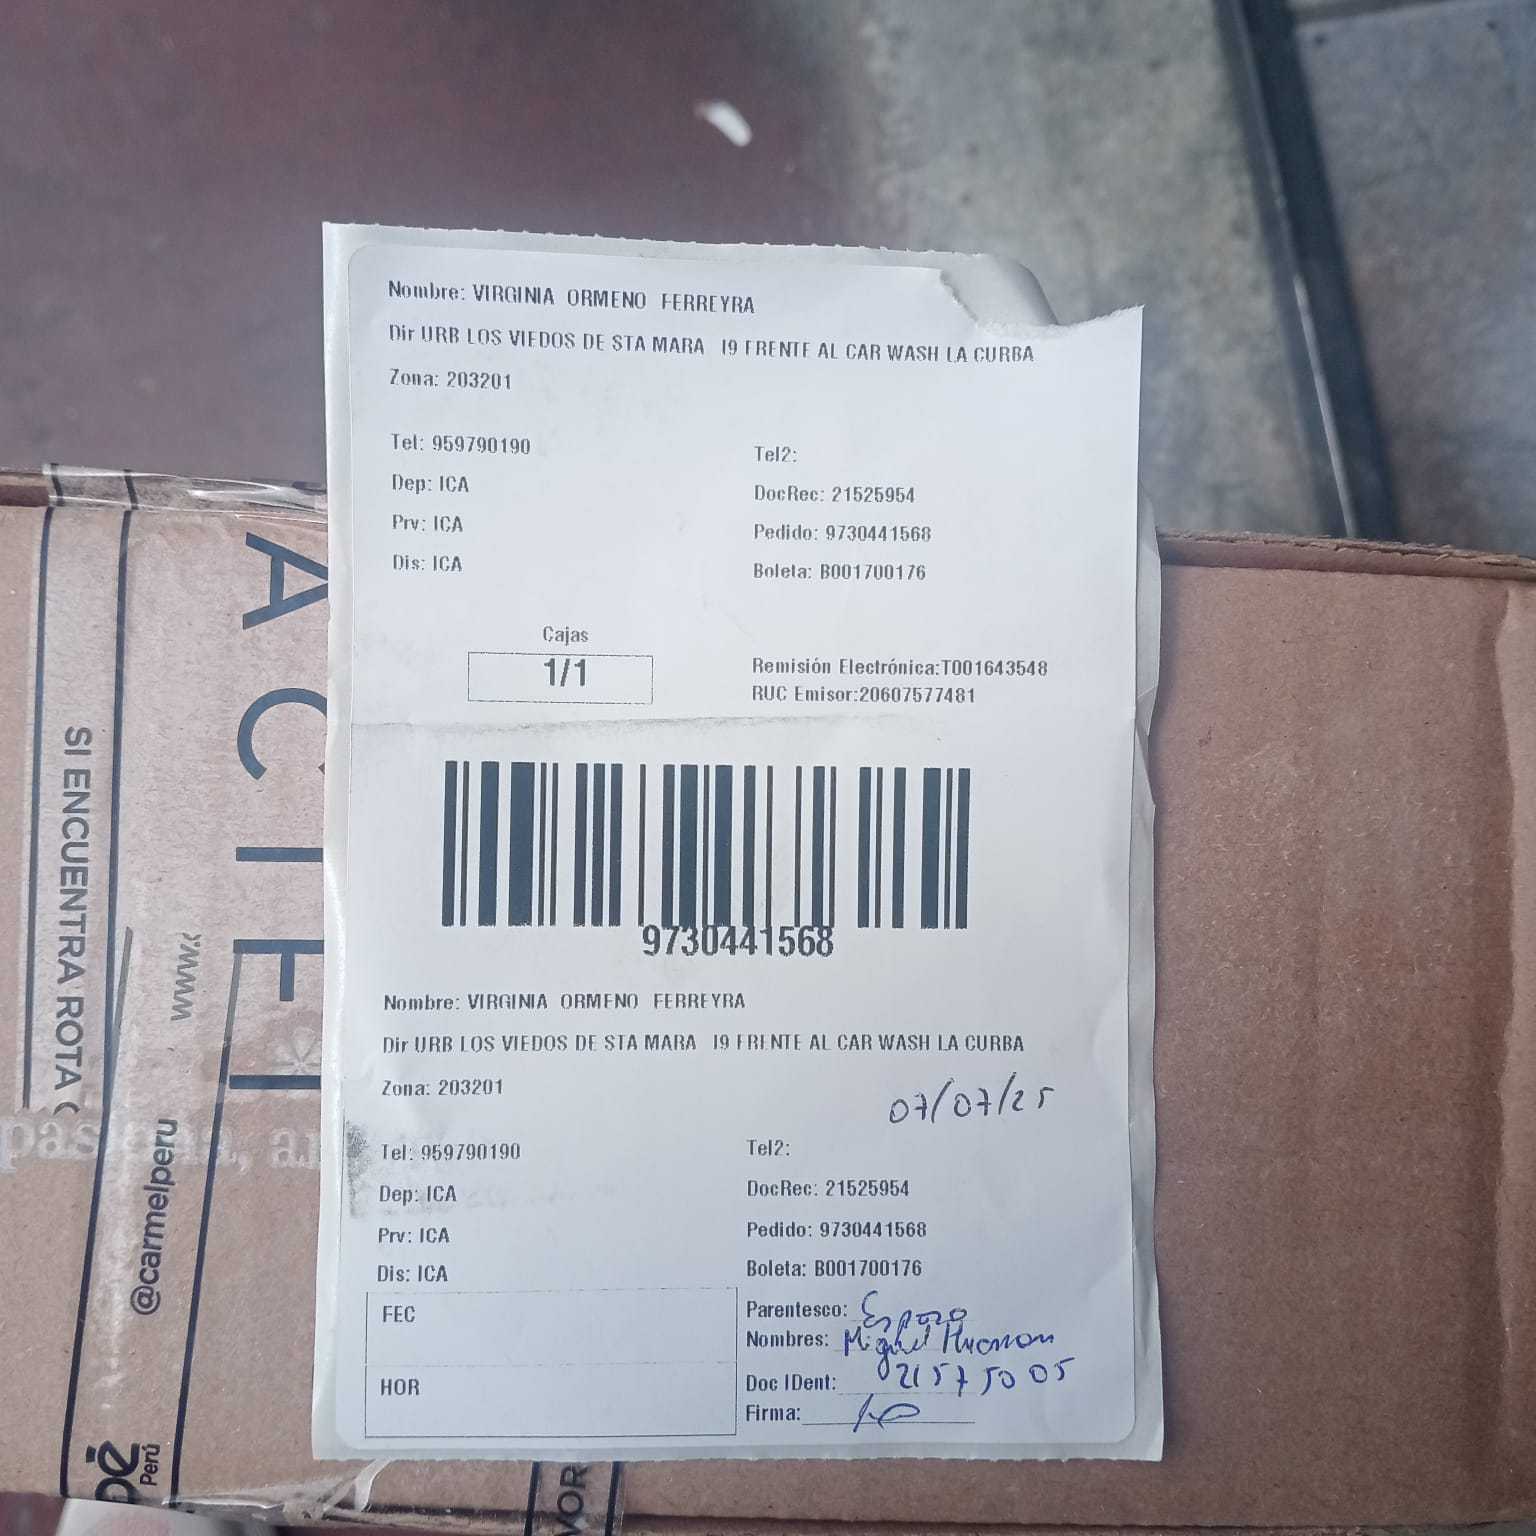 Nombre: VIRGINIA ORMENO FERREYRA
Dir URB LOS VIEDOS DE STA MARA I9 FRENTE AL CAR WASH LA CURBA
Zona: 203201
Tel: 959790190
Tel2:
Dep: ICA
DocRec: 21525954
Prv: ICA
Pedido: 9730441568
Dis: ICA
Boleta: B001700176
Cajas
1/1
Remisión Electrónica:T001643548
RUC Emisor:20607577481
9730441568
Nombre: VIRGINIA ORMENO FERREYRA
Dir URB LOS VIEDOS DE STA MARA I9 FRENTE AL CAR WASH LA CURBA
Zona: 203201
07/07/25
Tel: 959790190
Tel2:
Dep: ICA
DocRec: 21525954
Prv: ICA
Pedido: 9730441568
Dis: ICA
Boleta: B001700176
FEC
HOR
Parentesco: Esposo
Nombres: Miguel
Doc IDent: 21575005
Firma:
SI ENCUENTRA ROTA
www.
@carmelperu
Perú